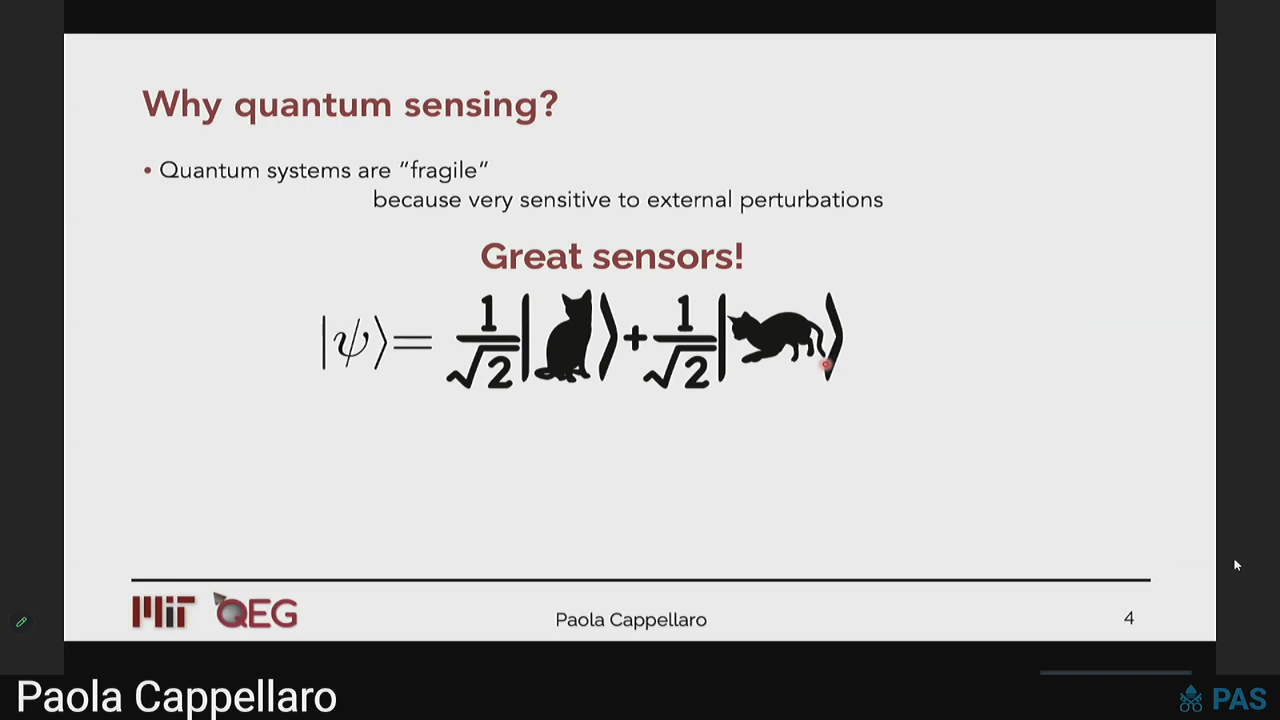 Why quantum sensing?
• Quantum systems are “fragile”
because very sensitive to external perturbations
Great sensors!
|ψ⟩= 1/√2| ⟩+1/√2| ⟩
MIT QEG
Paola Cappellaro
4
Paola Cappellaro
PAS